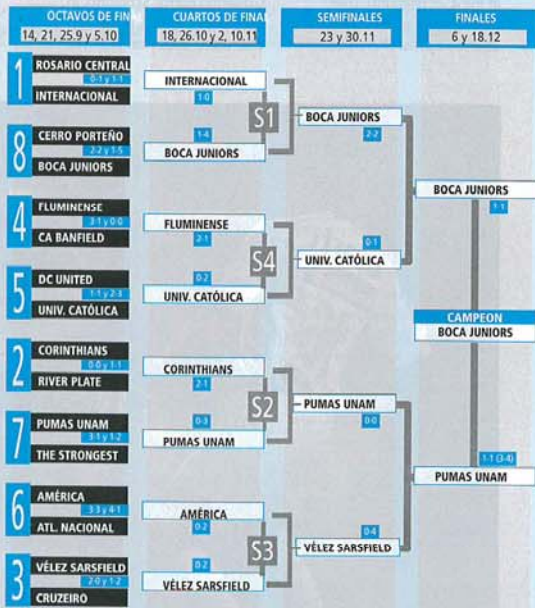 OCTAVOS DE FIN
14, 21, 25.9 y 5.10
CUARTOS DE FINAL
18, 26.10 y 2, 10.11
SEMIFINALES
23 y 30.11
FINALES
6 y 18.12
1
ROSARIO CENTRAL
0-1 y 1-1
INTERNACIONAL
8
CERRO PORTEÑO
2-2 y 1-5
BOCA JUNIORS
4
FLUMINENSE
3-1 y 0-0
CA BANFIELD
5
DC UNITED
1-1 y 2-3
UNIV. CATÓLICA
2
CORINTHIANS
0-0 y 1-1
RIVER PLATE
7
PUMAS UNAM
3-1 y 1-2
THE STRONGEST
6
AMÉRICA
3-3 y 4-1
ATL. NACIONAL
3
VÉLEZ SARSFIELD
2-0 y 1-2
CRUZEIRO
INTERNACIONAL
1-0
S1
1-4
BOCA JUNIORS
FLUMINENSE
2-1
S4
0-2
UNIV. CATÓLICA
CORINTHIANS
2-1
S2
0-3
PUMAS UNAM
AMÉRICA
0-2
S3
0-2
VÉLEZ SARSFIELD
BOCA JUNIORS
2-2
0-1
UNIV. CATÓLICA
PUMAS UNAM
0-0
0-4
VÉLEZ SARSFIELD
BOCA JUNIORS
1-1
CAMPEON
BOCA JUNIORS
1-1 (3-4)
PUMAS UNAM